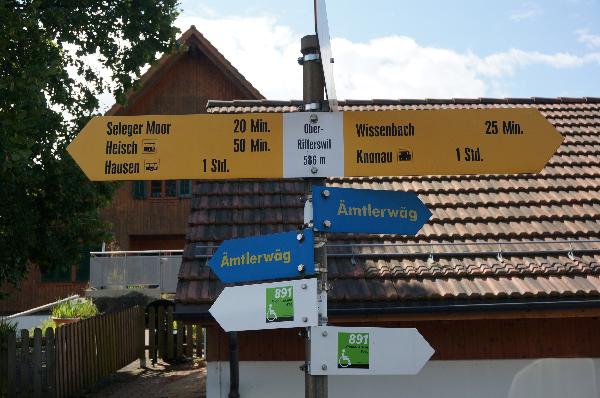 Seleger Moor 20 Min.
Heisch 50 Min.
Hausen 1 Std.
Ober-
Rifferswil
586 m
Wissenbach 25 Min.
Knonau 1 Std.
Ämtlerwäg
Ämtlerwäg
891
891